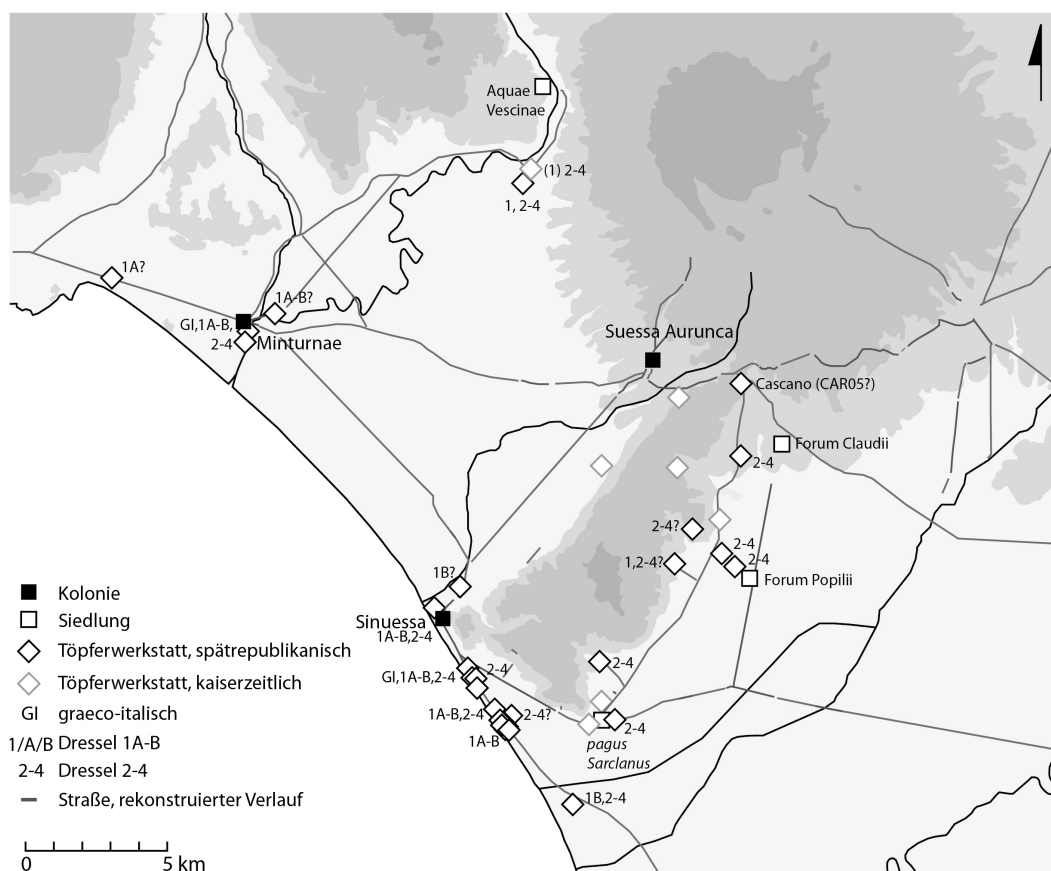 Aquae
Vescinae
(1) 2-4
1, 2-4
1A?
1A-B?
GI,1A-B,
2-4
Minturnae
Suessa Aurunca
Cascano (CAR05?)
Forum Claudii
2-4
2-4?
2-4
1,2-4?
2-4
Forum Popilii
1B?
Sinuessa
1A-B,2-4
2-4
GI,1A-B,2-4
2-4
1A-B,2-4
2-4?
2-4
1A-B
pagus
Sarclanus
1B,2-4
Kolonie
Siedlung
Töpferwerkstatt, spätrepublikanisch
Töpferwerkstatt, kaiserzeitlich
GI graeco-italisch
1/A/B Dressel 1A-B
2-4 Dressel 2-4
Straße, rekonstruierter Verlauf
0 5 km